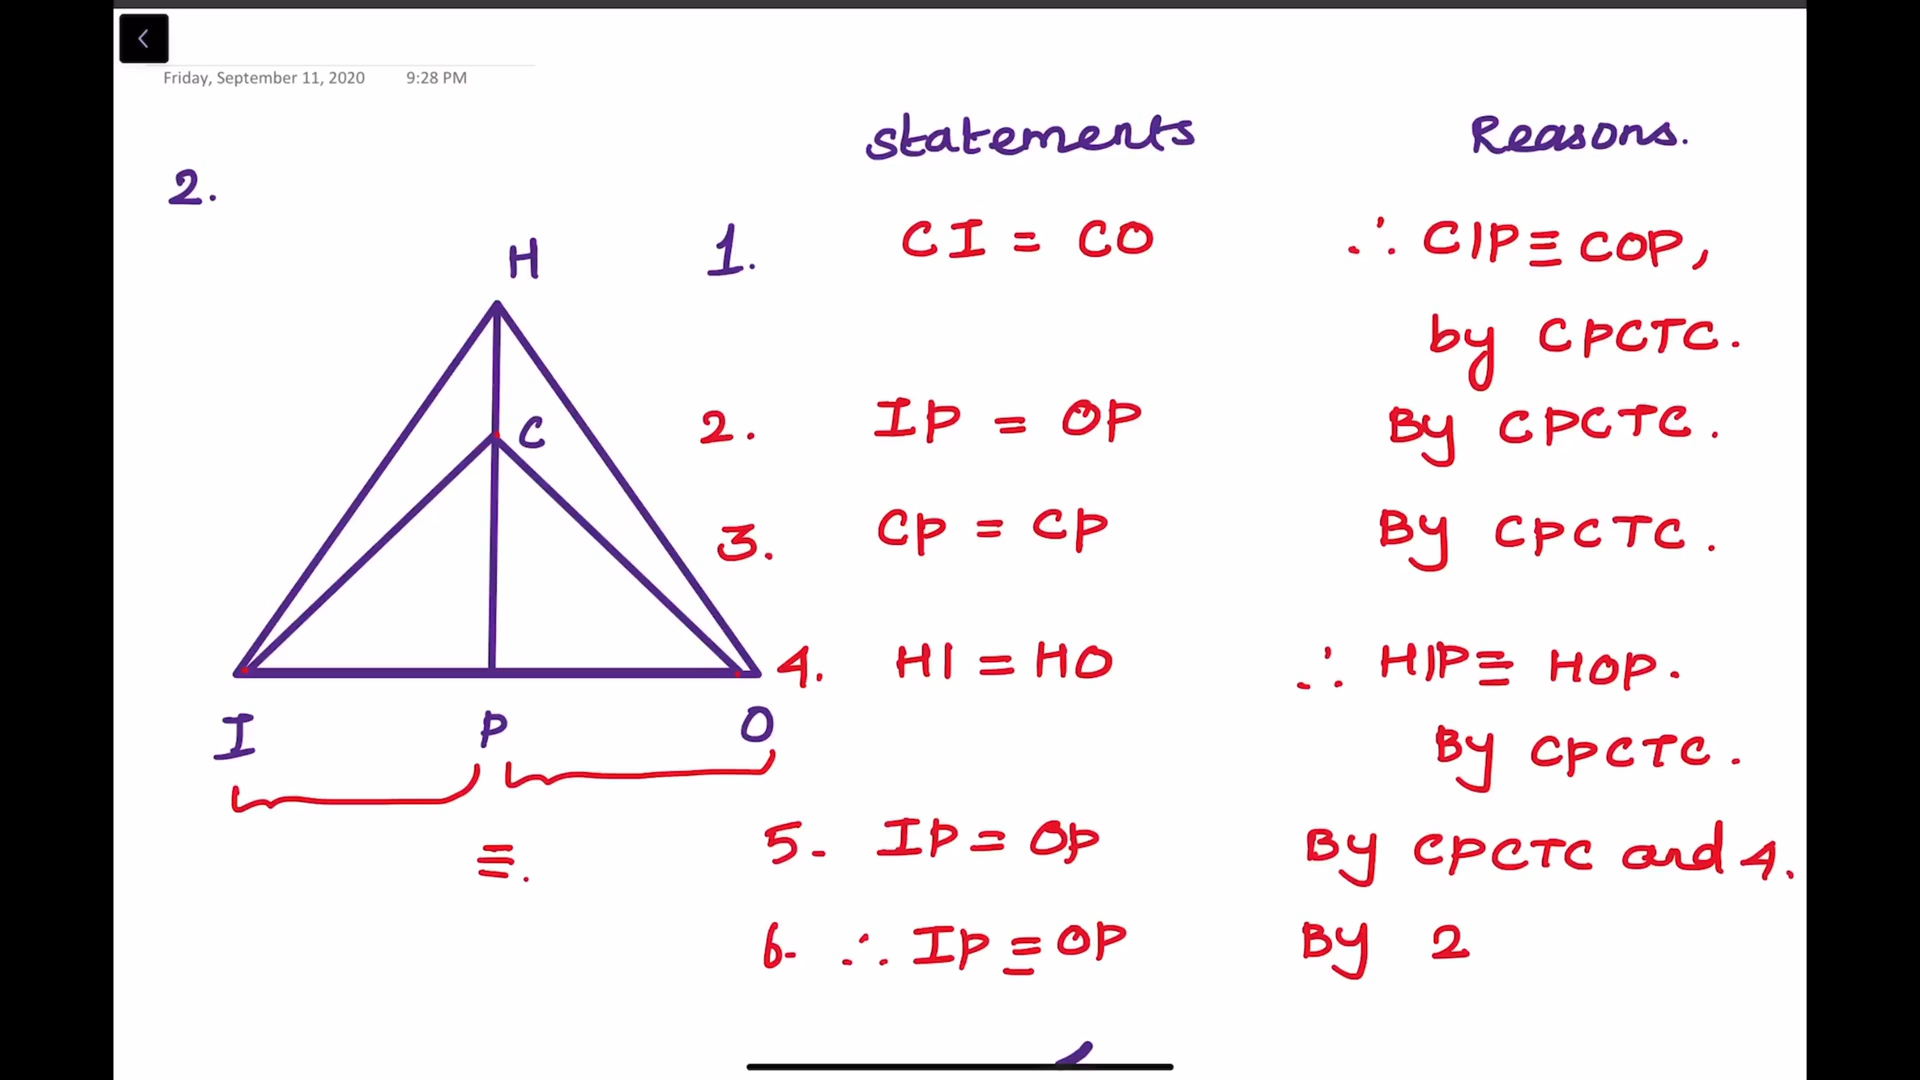 Friday, September 11, 2020 9:28 PM
statements Reasons.
2.
H
C
I P O
≡.
1. CI = CO ∴ CIP ≡ COP,
by CPCTC.
2. IP = OP By CPCTC.
3. CP = CP By CPCTC.
4. HI = HO ∴ HIP ≡ HOP.
By CPCTC.
5- IP = OP By CPCTC and 4.
6- ∴ IP ≡ OP By 2